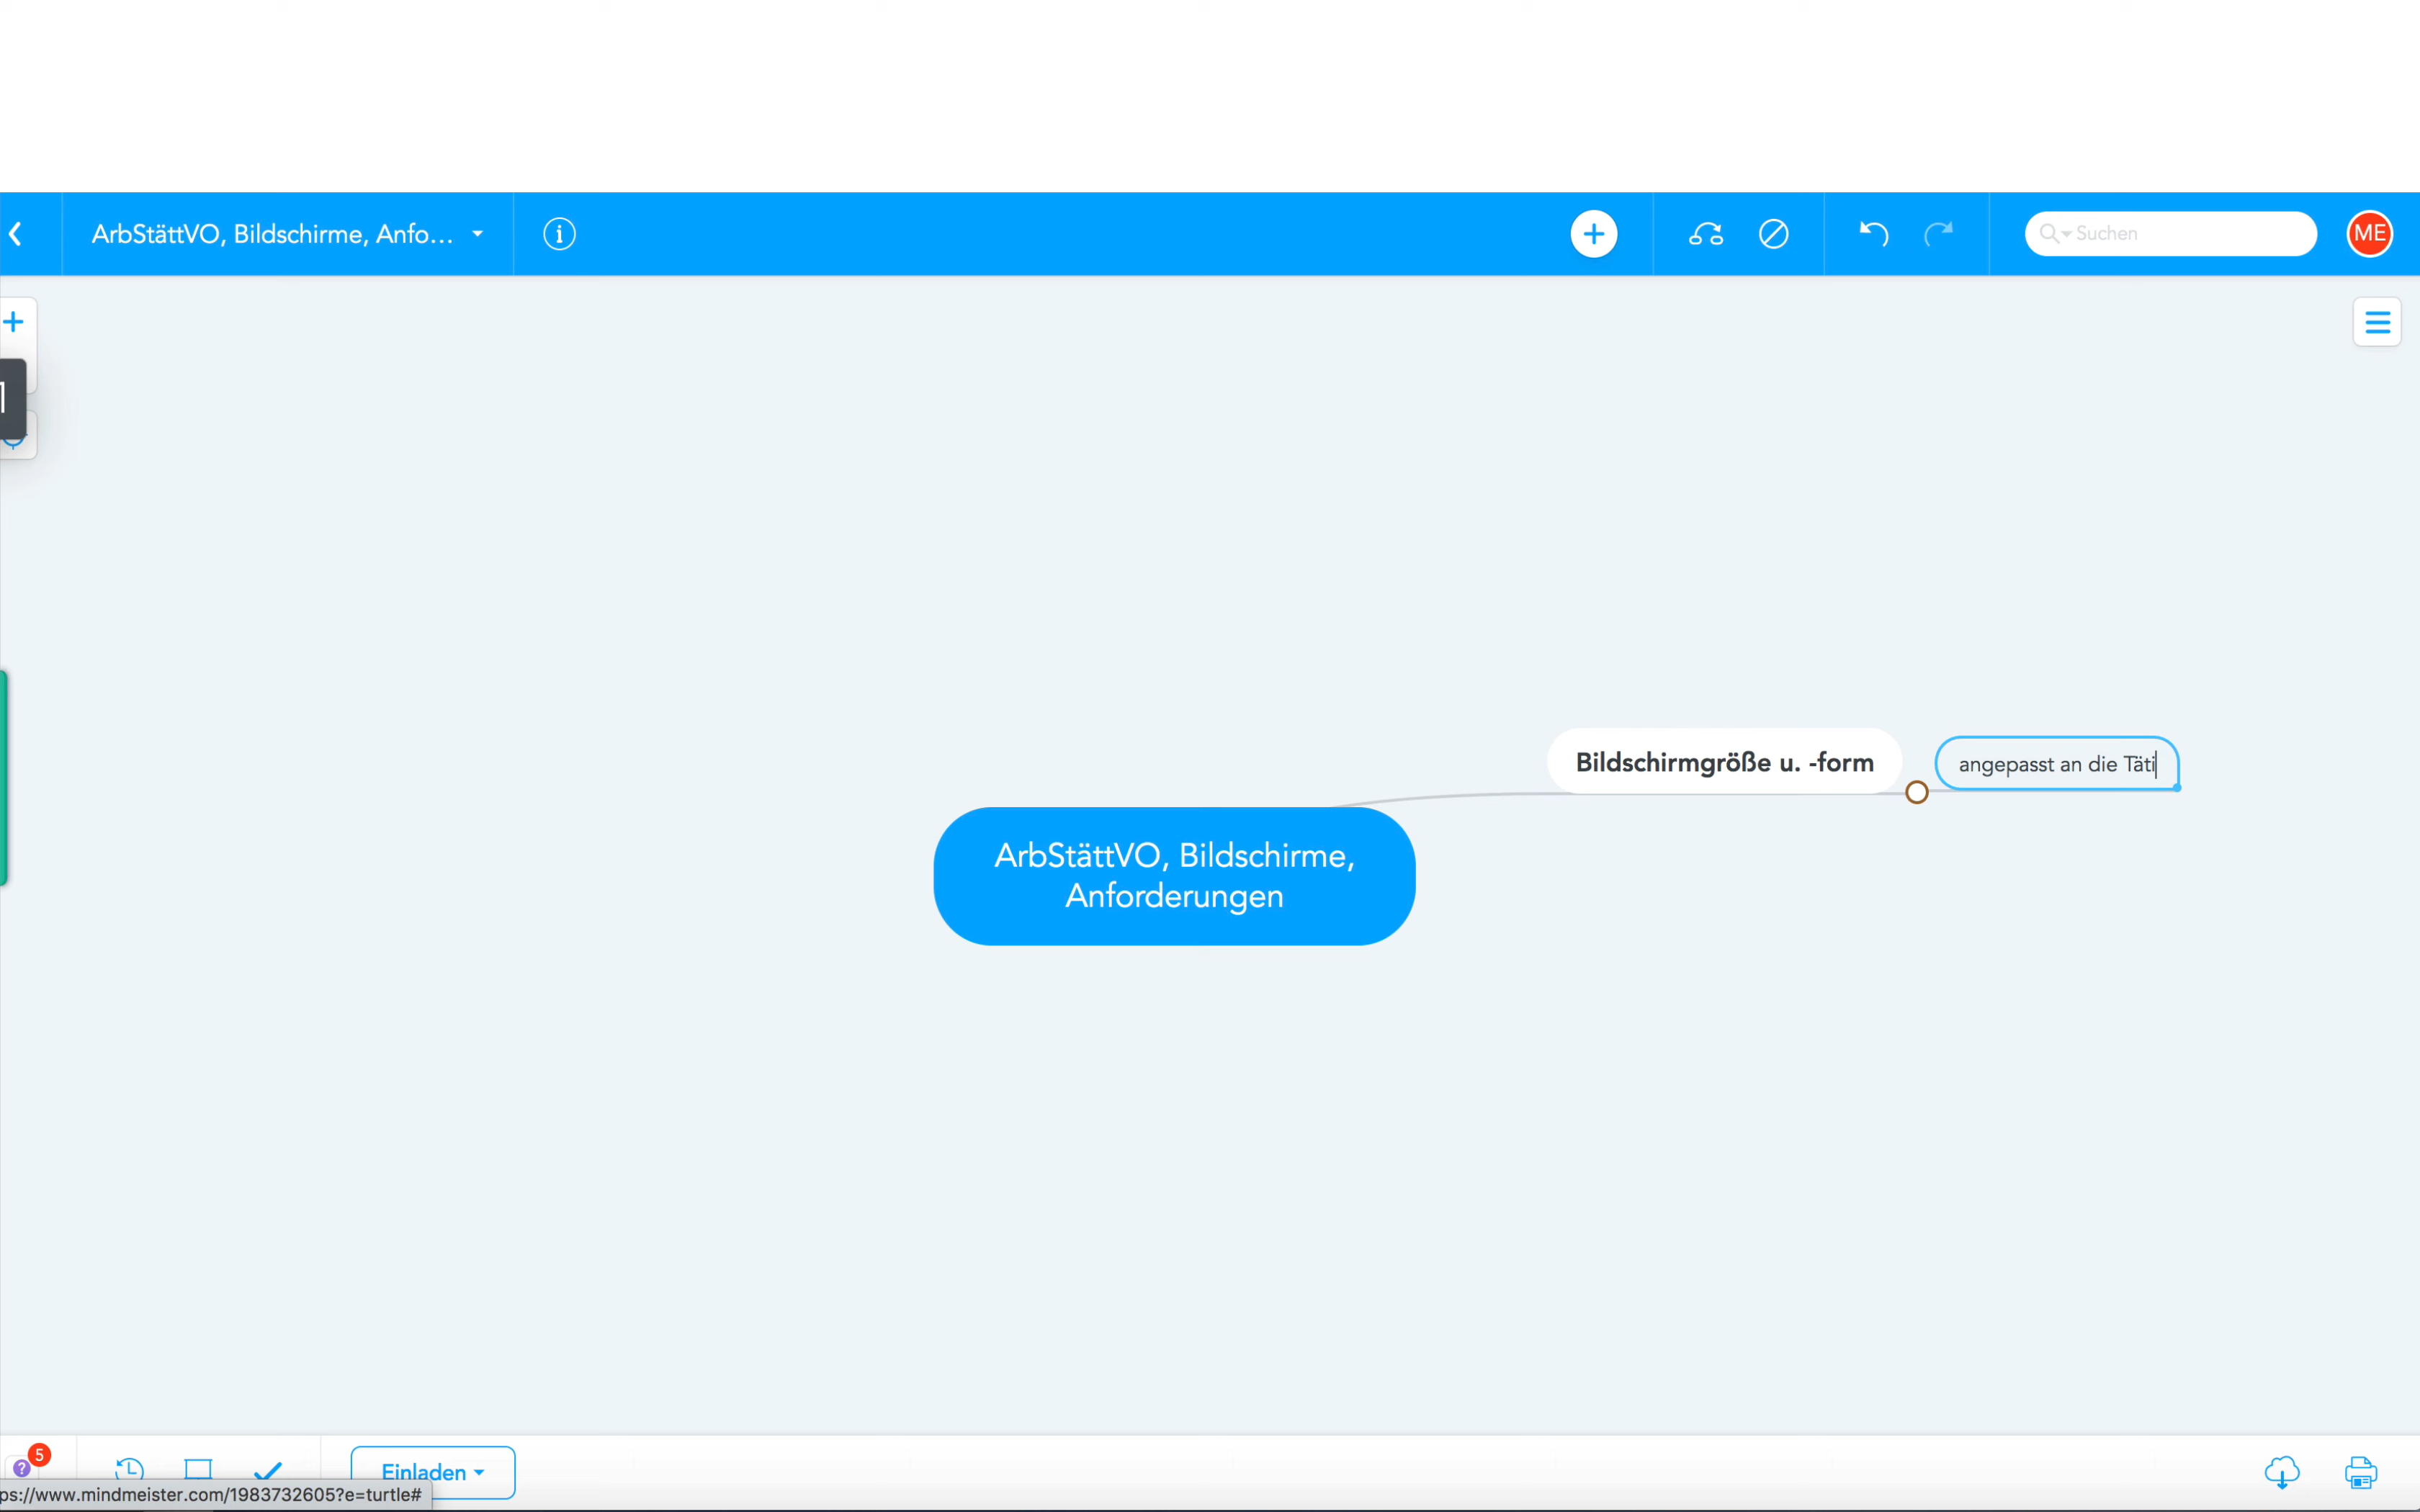 ArbStättVO, Bildschirme, Anfo...
Suchen
ME
Bildschirmgröße u. -form
angepasst an die Täti
ArbStättVO, Bildschirme,
Anforderungen
5
?
Einladen
ps://www.mindmeister.com/1983732605?e=turtle#